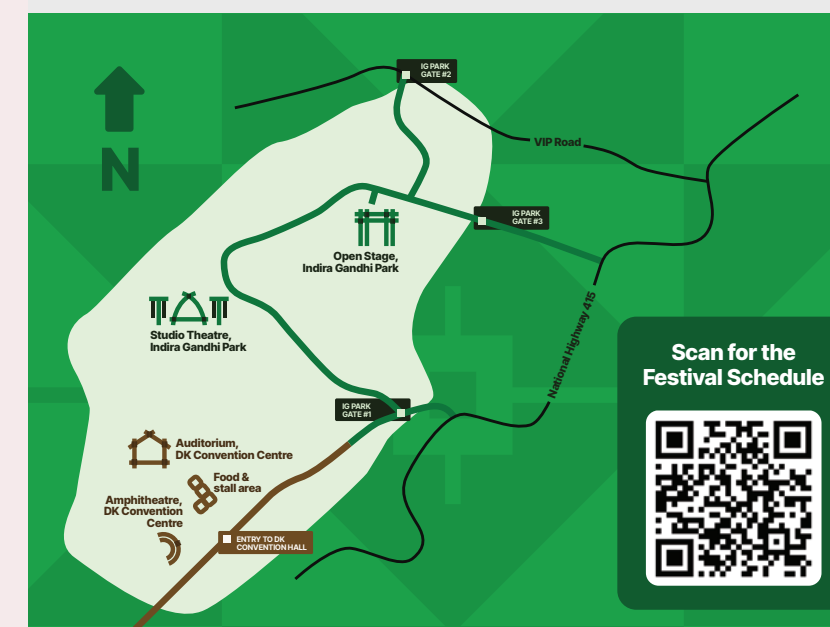 IG PARK
GATE #2
N
VIP Road
IG PARK
GATE #3
Open Stage,
Indira Gandhi Park
National Highway 415
Studio Theatre,
Indira Gandhi Park
Scan for the
Festival Schedule
IG PARK
GATE #1
Auditorium,
DK Convention Centre
Food &
stall area
Amphitheatre,
DK Convention
Centre
ENTRY TO DK
CONVENTION HALL